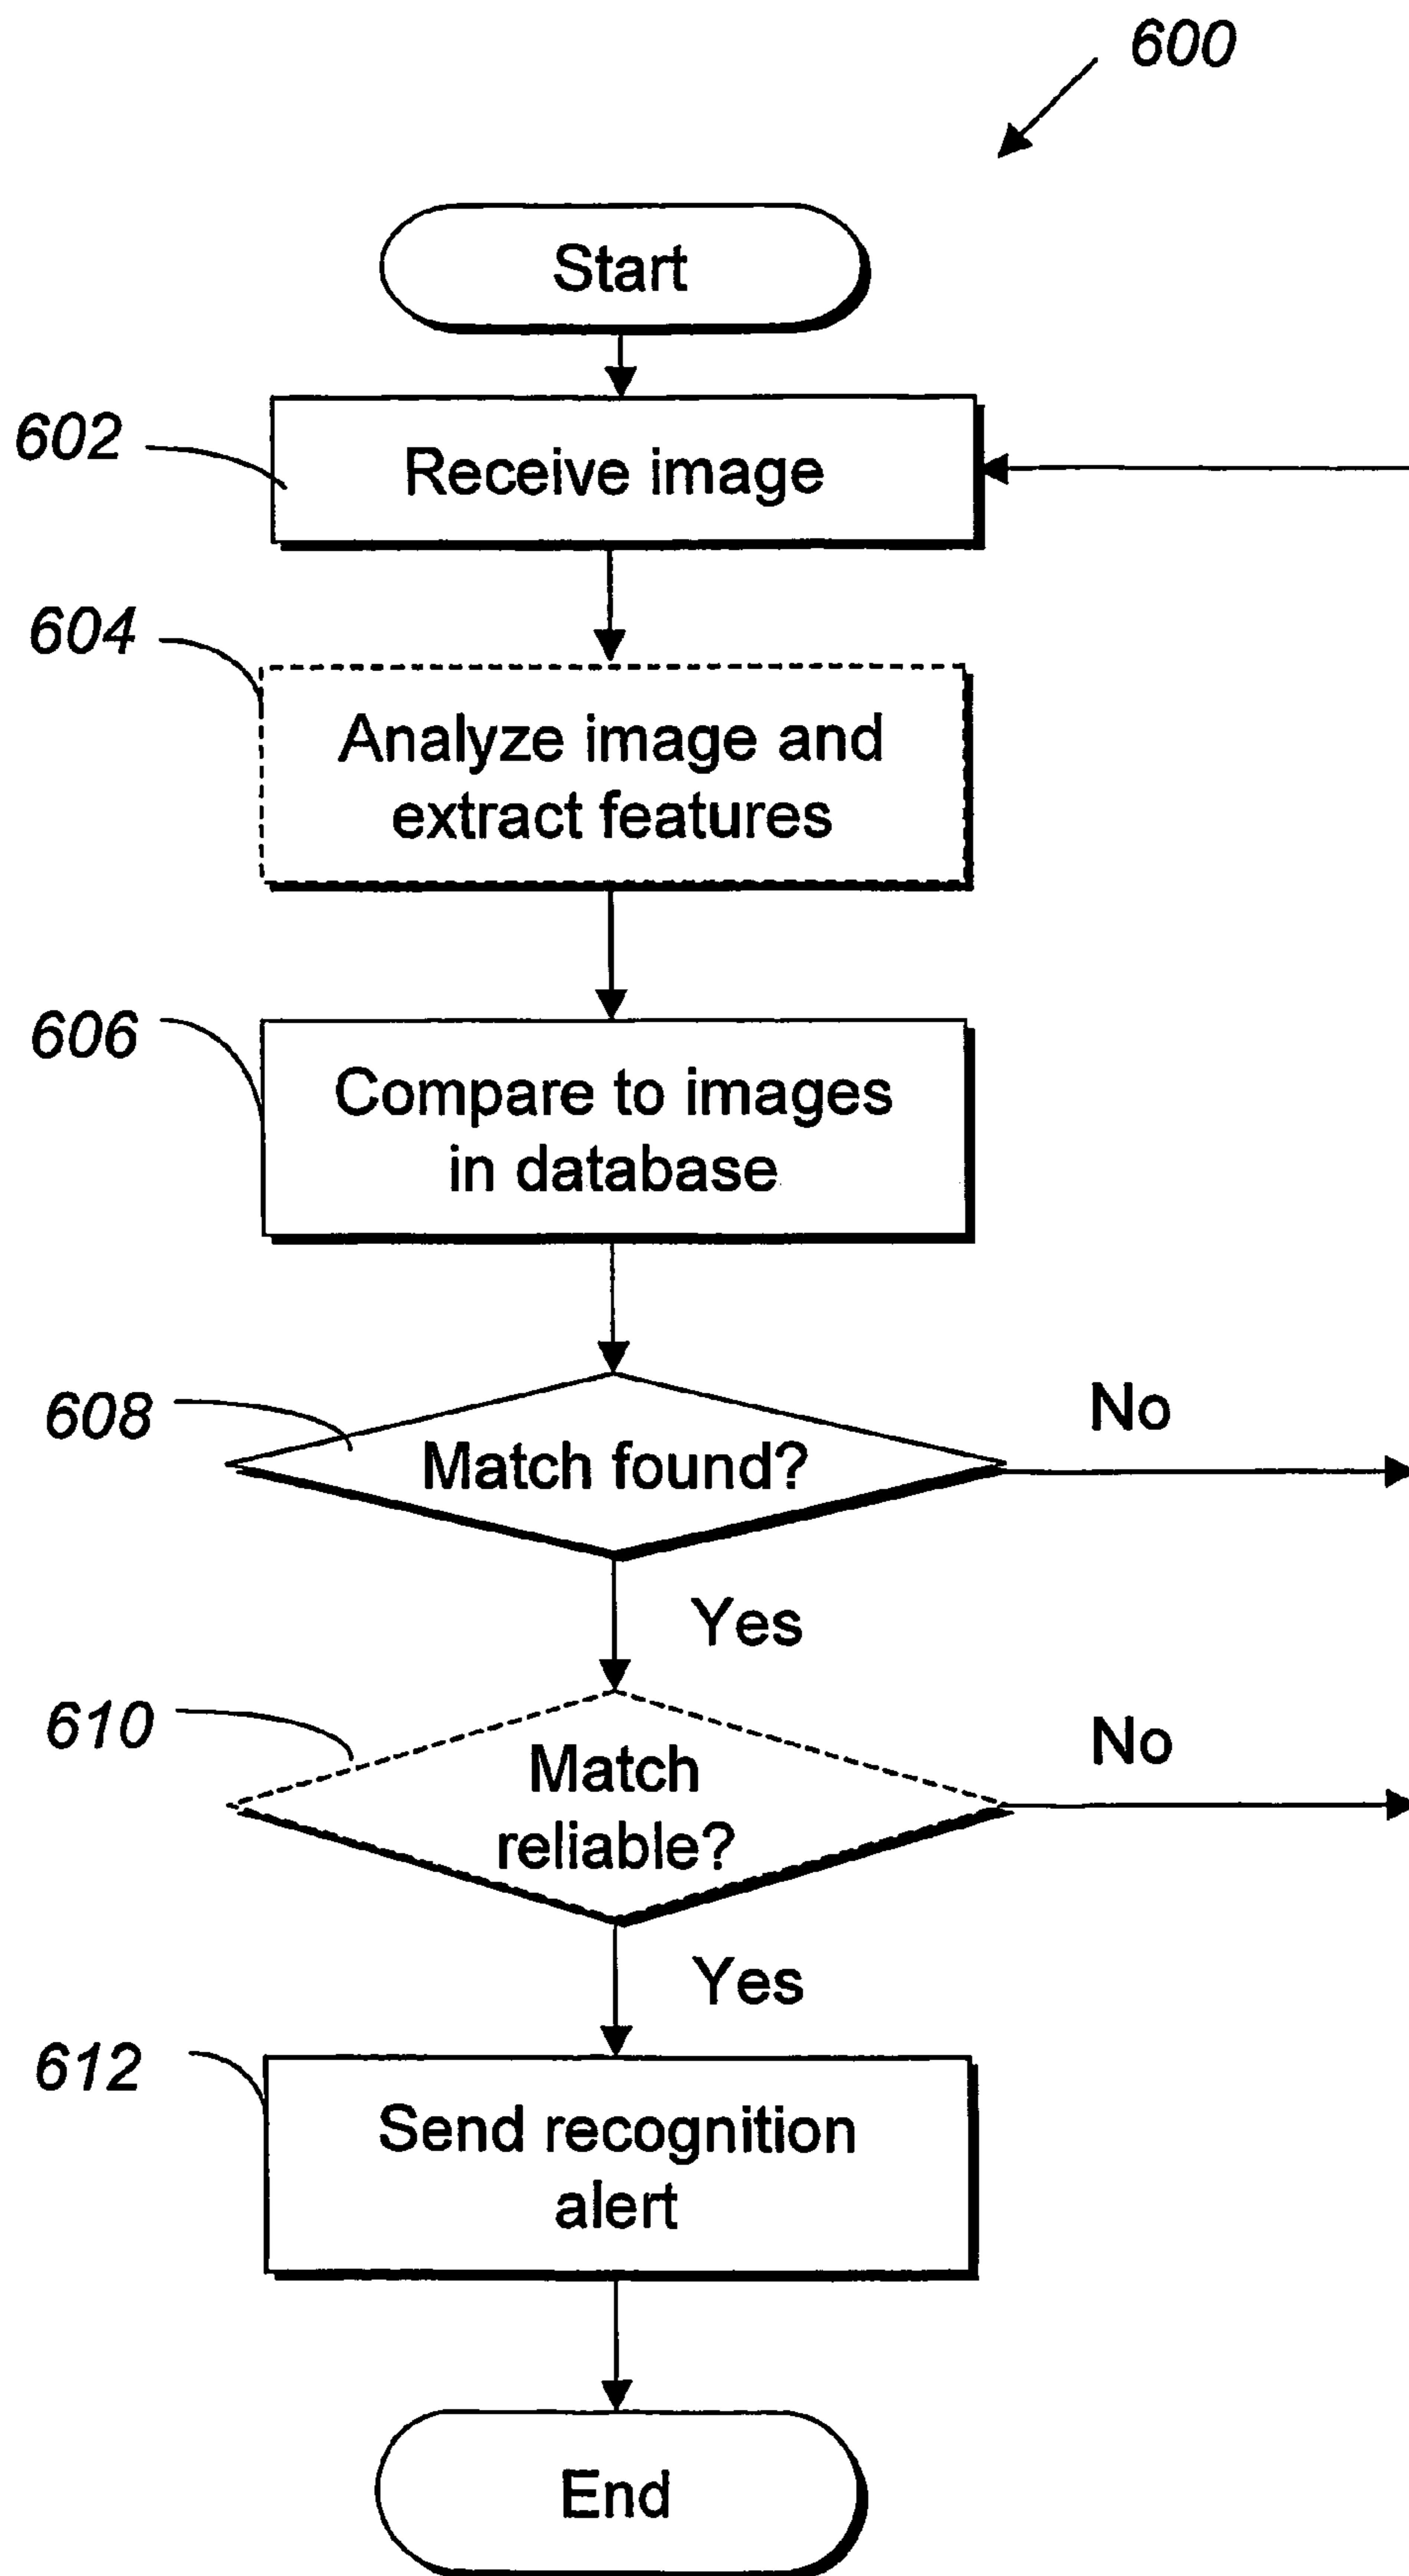 600
Start
602
Receive image
604
Analyze image and
extract features
606
Compare to images
in database
608
Match found?
No
Yes
610
Match
reliable?
No
Yes
612
Send recognition
alert
End